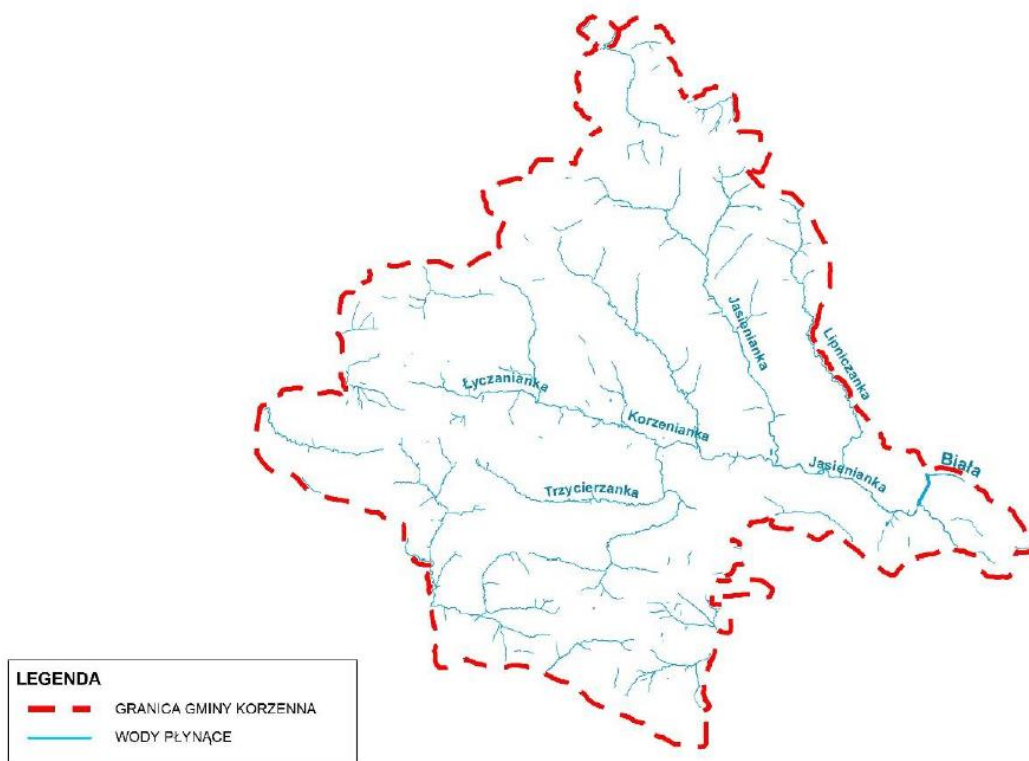 Jasienianka
Lipniczanka
Łyczanianka
Korzenianka
Biała
Jasienianka
Trzycierzanka
LEGENDA
GRANICA GMINY KORZENNA
WODY PŁYNĄCE